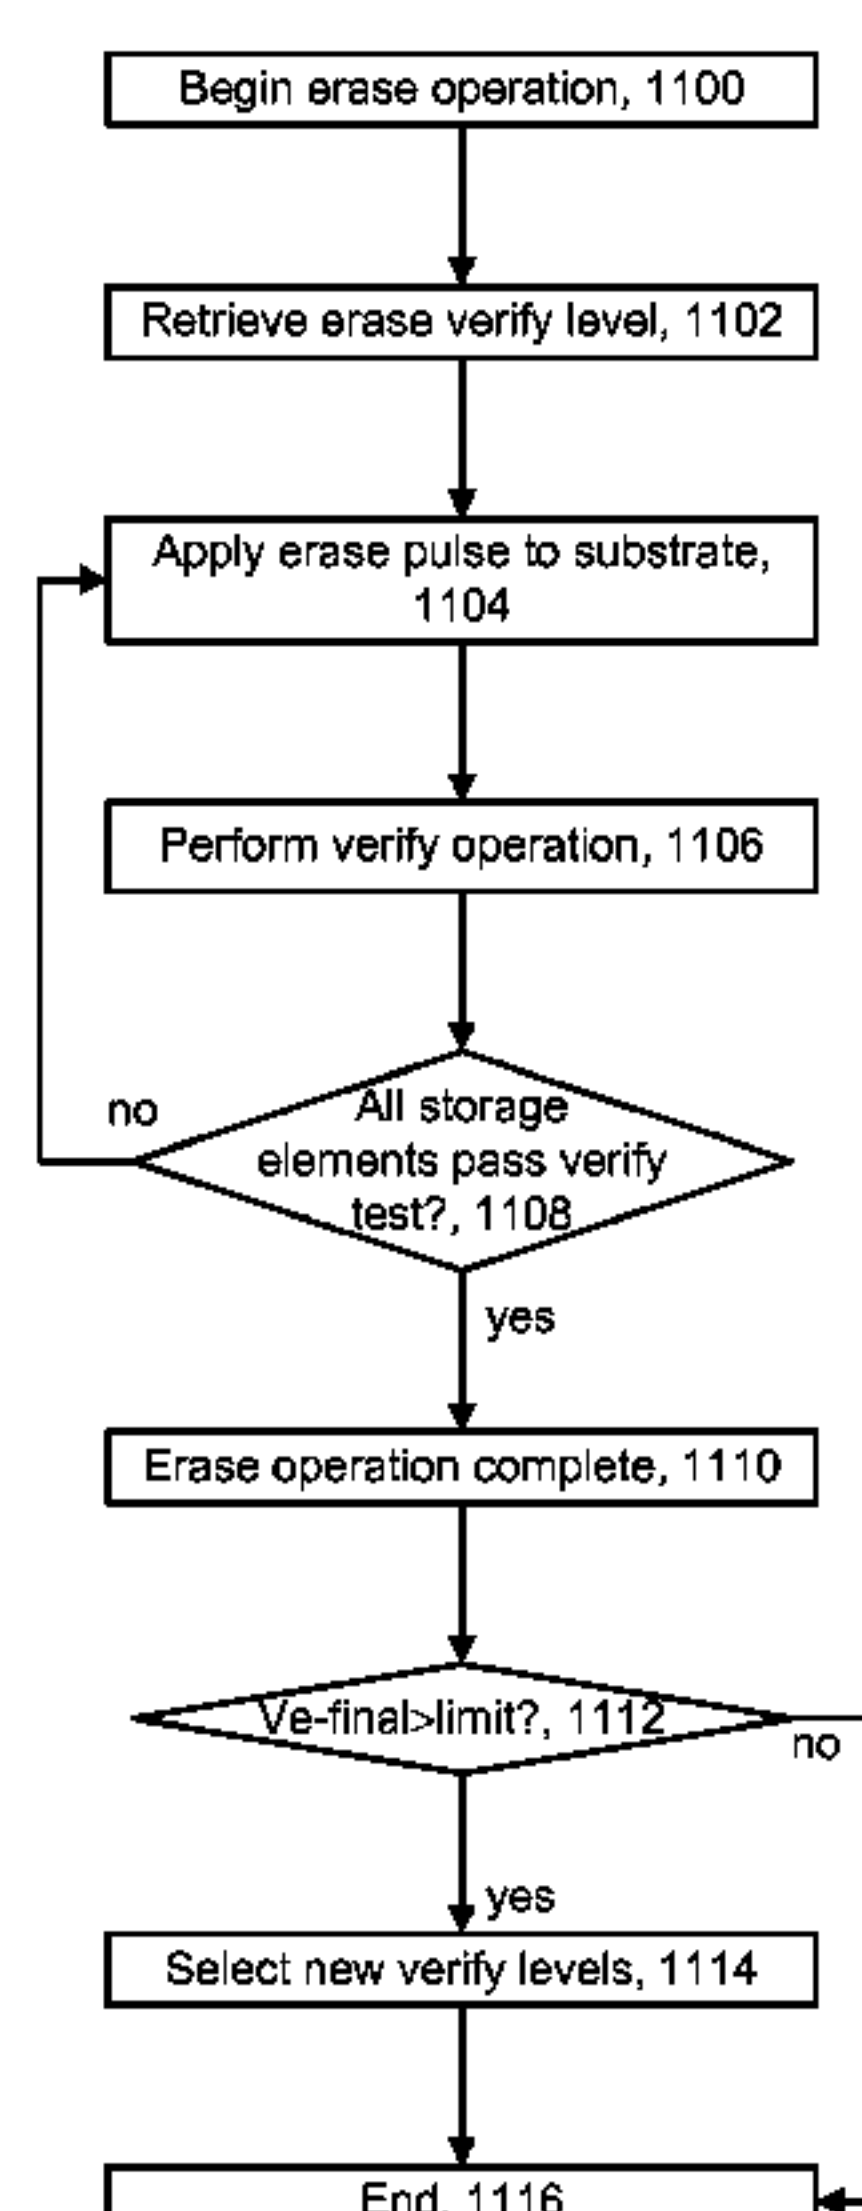 Begin erase operation, 1100
Retrieve erase verify level, 1102
Apply erase pulse to substrate,
1104
Perform verify operation, 1106
no
All storage
elements pass verify
test?, 1108
yes
Erase operation complete, 1110
Ve-final>limit?, 1112
no
yes
Select new verify levels, 1114
End, 1116